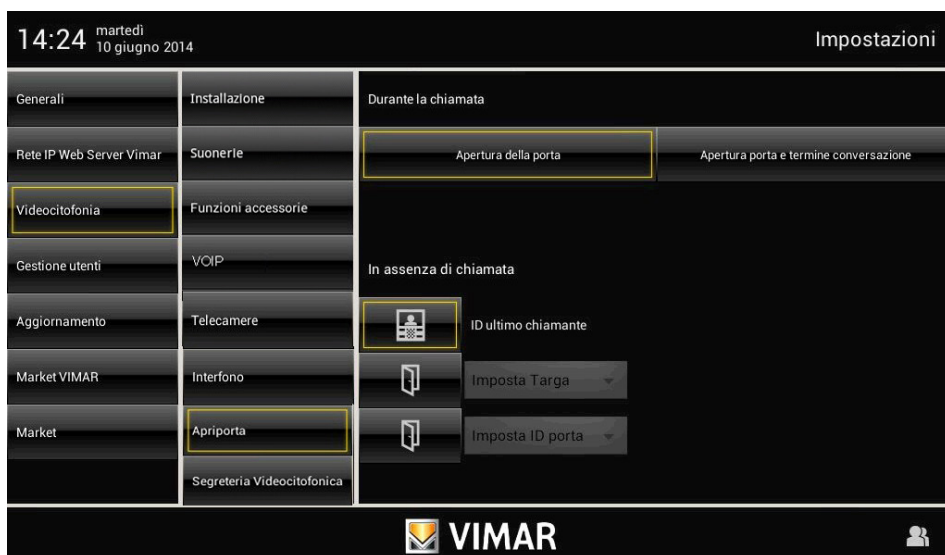 14:24 martedì
10 giugno 2014
Impostazioni
Generali
Rete IP Web Server Vimar
Videocitofonia
Gestione utenti
Aggiornamento
Market VIMAR
Market
Installazione
Suonerie
Funzioni accessorie
VOIP
Telecamere
Interfono
Apriporta
Segreteria Videocitofonica
Durante la chiamata
Apertura della porta
Apertura porta e termine conversazione
In assenza di chiamata
ID ultimo chiamante
Imposta Targa
Imposta ID porta
VIMAR